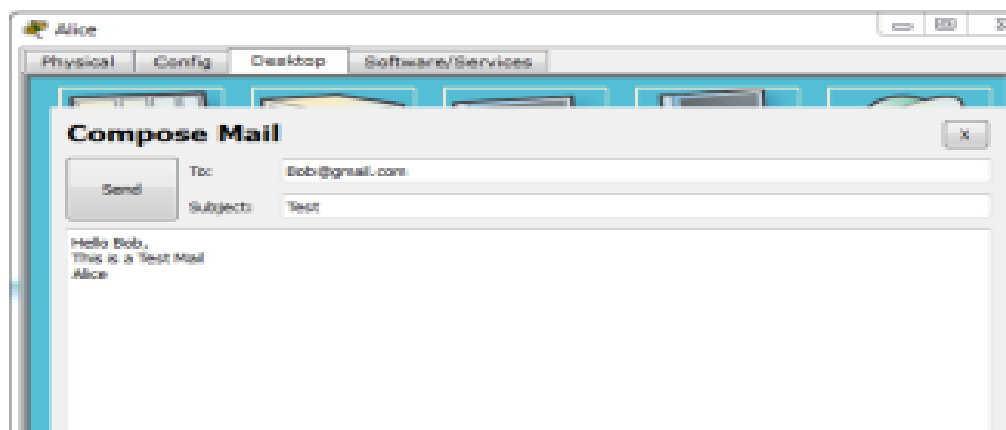 Alice
Physical Config Desktop Software/Services
Compose Mail
x
Send
To: Bob@gmail.com
Subject: Test
Hello Bob,
This is a Test Mail
Alice